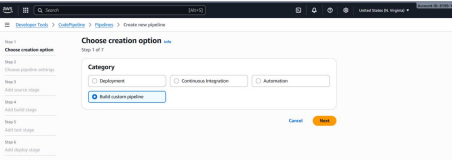 aws
Search
[Alt+S]
United States (N. Virginia)
Developer Tools > CodePipeline > Pipelines > Create new pipeline
Step 1
Choose creation option
Step 2
Choose pipeline settings
Step 3
Add source stage
Step 4
Add build stage
Step 5
Add test stage
Step 6
Add deploy stage
Choose creation option Info
Step 1 of 7
Category
Deployment
Continuous Integration
Automation
Build custom pipeline
Cancel
Next